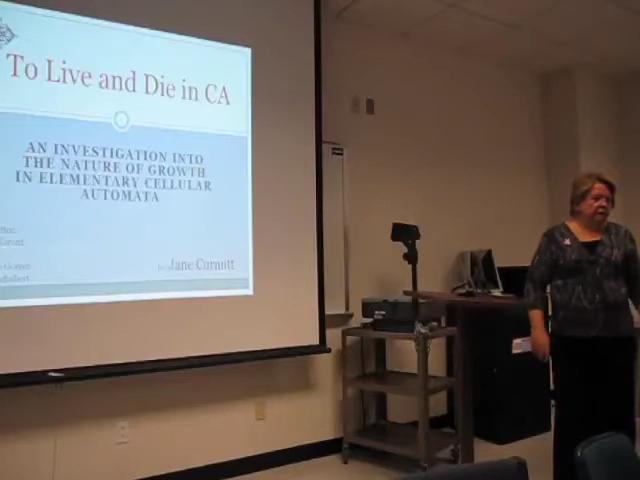 To Live and Die in CA
AN INVESTIGATION INTO
THE NATURE OF GROWTH
IN ELEMENTARY CELLULAR
AUTOMATA
Jane Curnutt